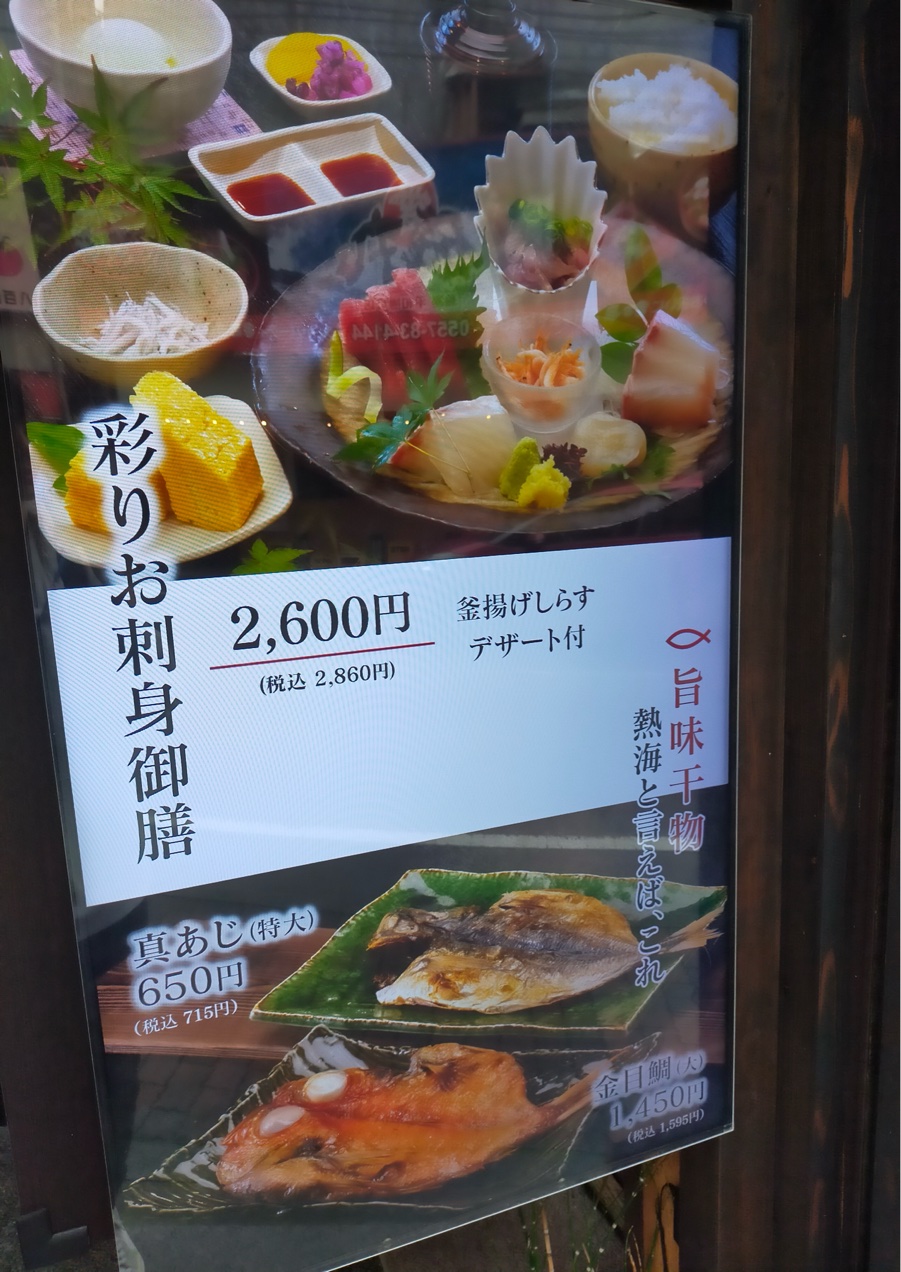 彩りお刺身御膳
2,600円
(税込 2,860円)
釜揚げしらす
デザート付
旨味干物
熱海と言えば、これ
真あじ(特大)
650円
(税込 715円)
金目鯛(大)
1,450円
(税込 1,595円)
0557-83-4144